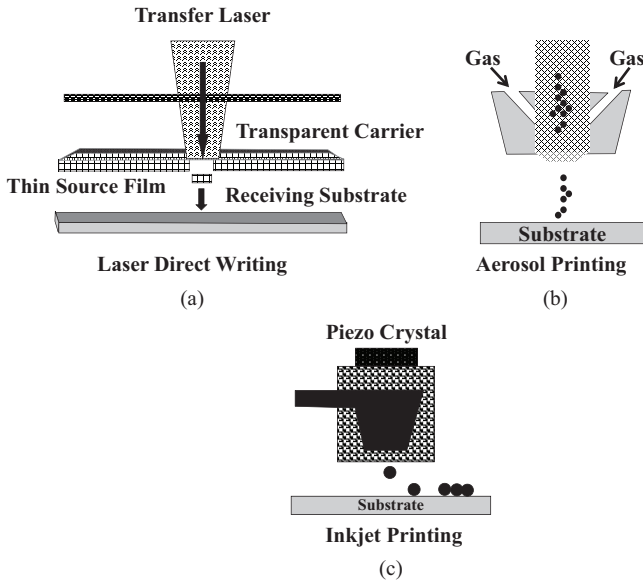 Transfer Laser
Transparent Carrier
Thin Source Film
Receiving Substrate
Laser Direct Writing
(a)
Gas
Gas
Substrate
Aerosol Printing
(b)
Piezo Crystal
Substrate
Inkjet Printing
(c)